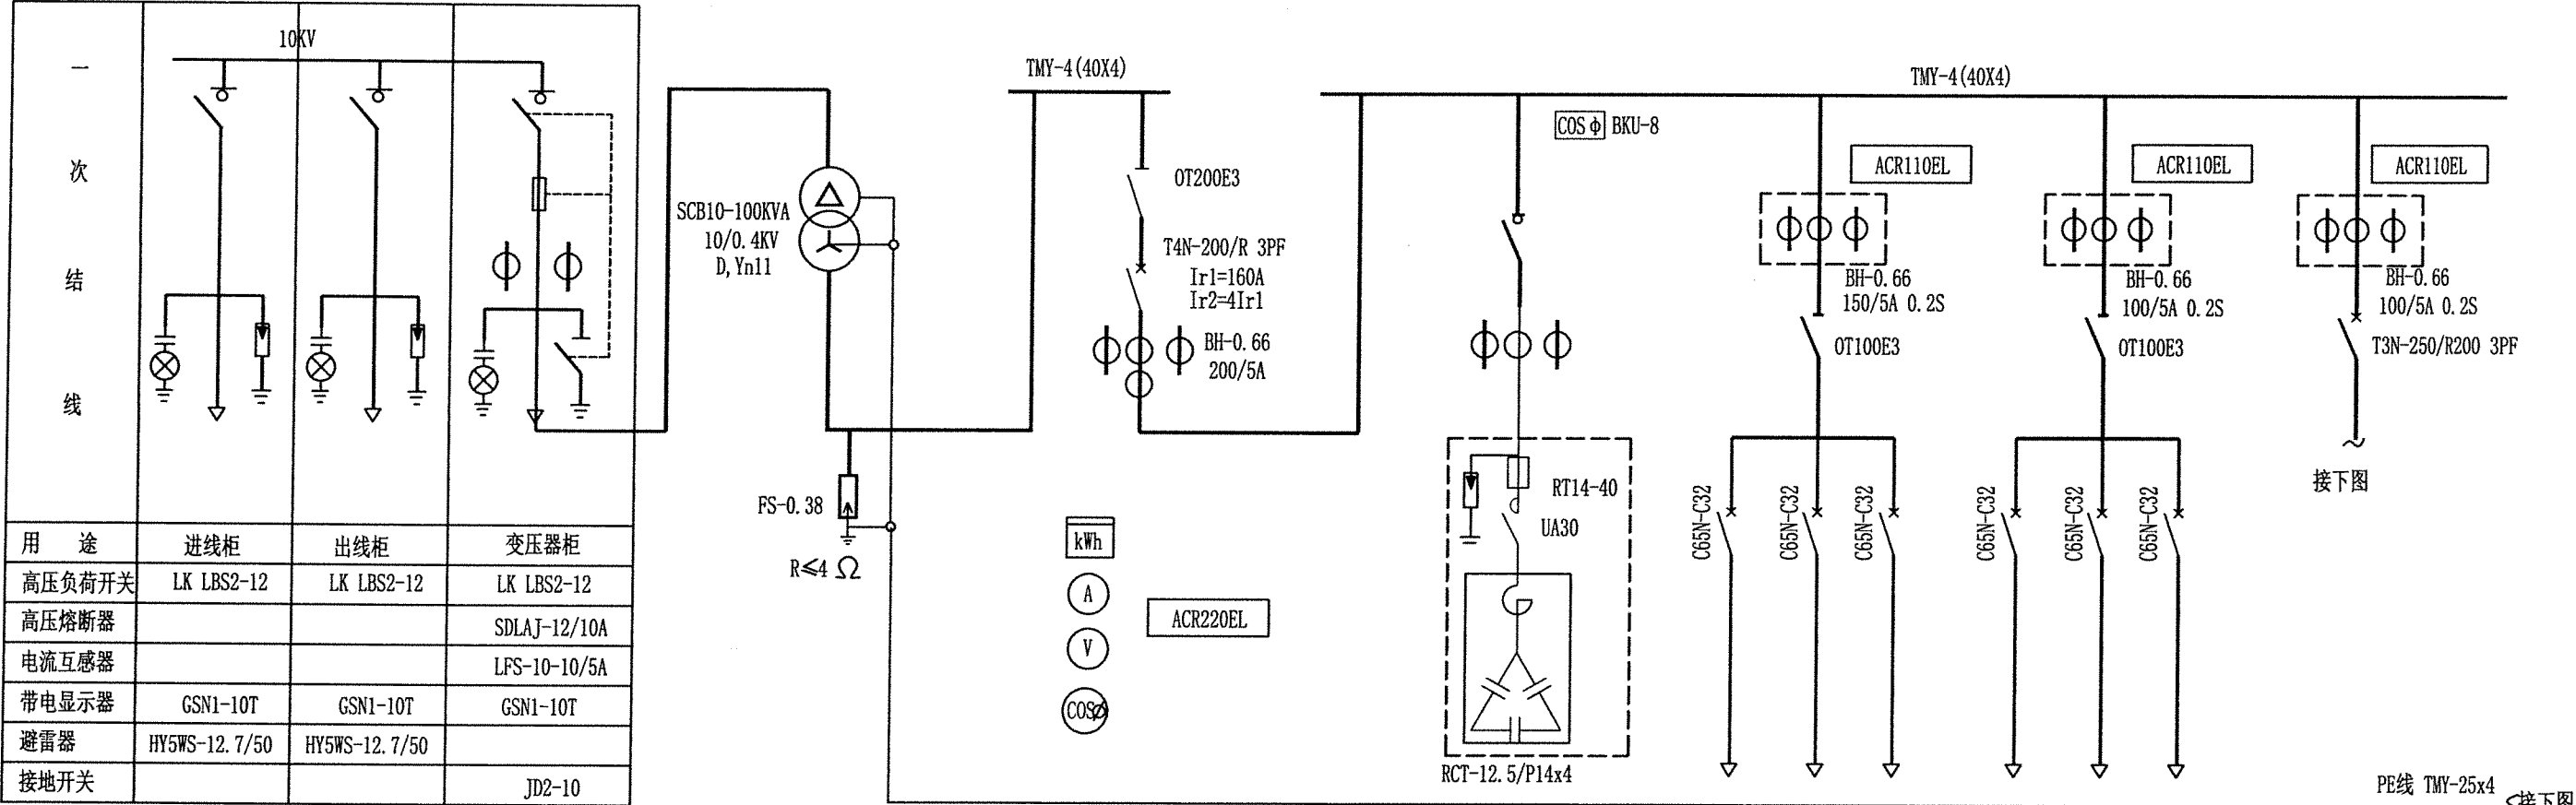 一
次
结
线
10KV
用 途 进线柜 出线柜 变压器柜
高压负荷开关 LK LBS2-12 LK LBS2-12 LK LBS2-12
高压熔断器 SDLAJ-12/10A
电流互感器 LFS-10-10/5A
带电显示器 GSN1-10T GSN1-10T GSN1-10T
避雷器 HY5WS-12.7/50 HY5WS-12.7/50
接地开关 JD2-10
SCB10-100KVA
10/0.4KV
D,Yn11
FS-0.38
R≤4 Ω
TMY-4(40X4)
OT200E3
T4N-200/R 3PF
Ir1=160A
Ir2=4Ir1
BH-0.66
200/5A
kWh
A
V
COSφ
ACR220EL
TMY-4(40X4)
COSφ BKU-8
RT14-40
UA30
RCT-12.5/P14x4
ACR110EL
BH-0.66
150/5A 0.2S
OT100E3
C65N-C32
C65N-C32
C65N-C32
ACR110EL
BH-0.66
100/5A 0.2S
OT100E3
C65N-C32
C65N-C32
C65N-C32
ACR110EL
BH-0.66
100/5A 0.2S
T3N-250/R200 3PF
接下图
PE线 TMY-25x4
接下图